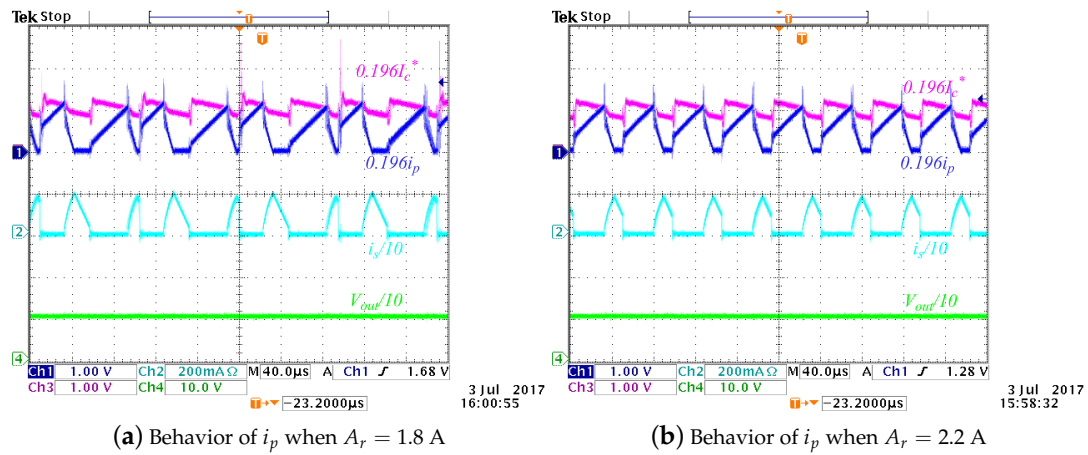 Tek Stop
T
T
0.196I_c*
1
0.196i_p
2
i_s/10
V_out/10
4
Ch1 1.00 V Ch2 200mAΩ M 40.0µs A Ch1 ƒ 1.68 V
Ch3 1.00 V Ch4 10.0 V
T→▼ −23.2000µs
3 Jul 2017
16:00:55
(a) Behavior of i_p when A_r = 1.8 A
Tek Stop
T
T
0.196I_c*
1
0.196i_p
2
i_s/10
V_out/10
4
Ch1 1.00 V Ch2 200mAΩ M 40.0µs A Ch1 ƒ 1.28 V
Ch3 1.00 V Ch4 10.0 V
T→▼ −23.2000µs
3 Jul 2017
15:58:32
(b) Behavior of i_p when A_r = 2.2 A